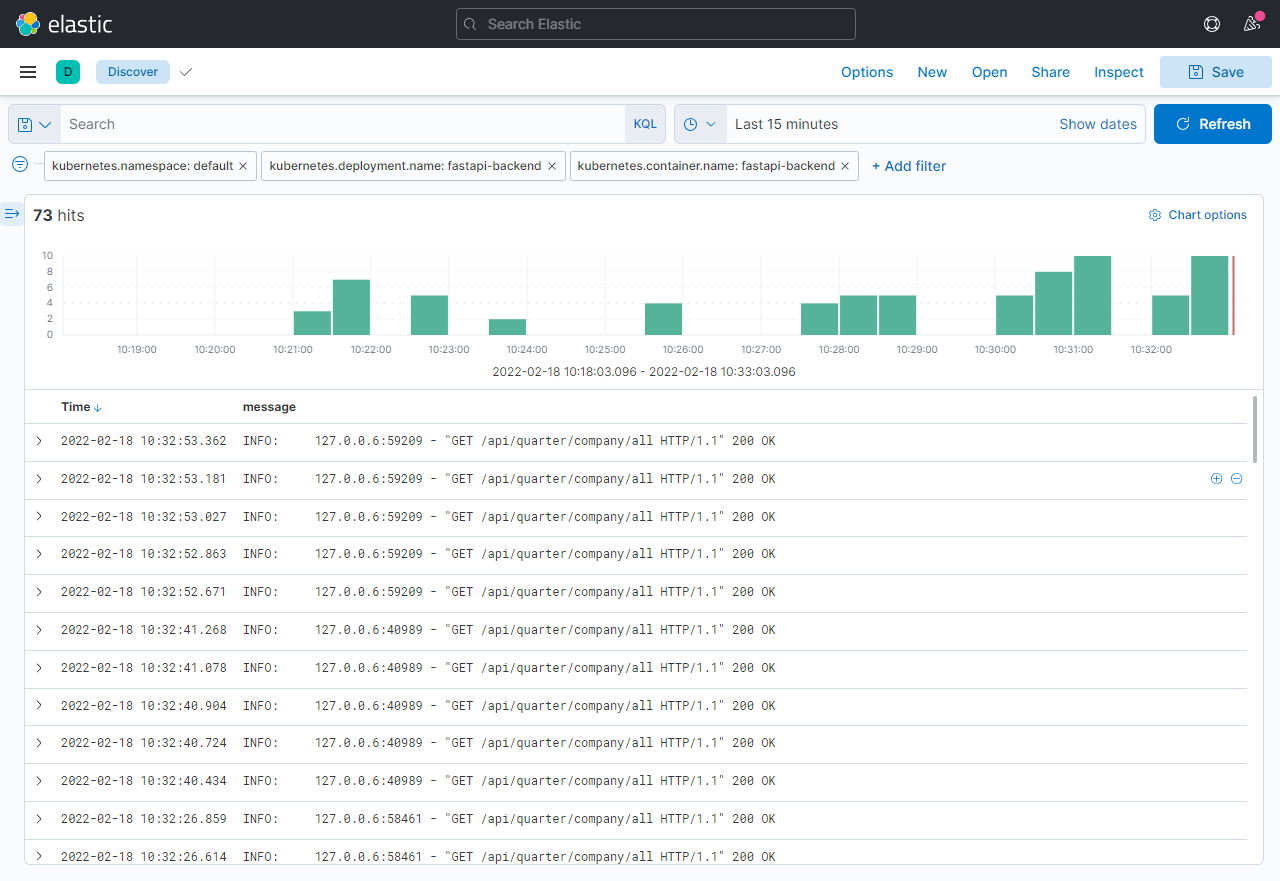 elastic
Search Elastic
D
Discover
Options
New
Open
Share
Inspect
Save
Search
KQL
Last 15 minutes
Show dates
Refresh
kubernetes.namespace: default
kubernetes.deployment.name: fastapi-backend
kubernetes.container.name: fastapi-backend
+ Add filter
73 hits
Chart options
10
8
6
4
2
0
10:19:00 10:20:00 10:21:00 10:22:00 10:23:00 10:24:00 10:25:00 10:26:00 10:27:00 10:28:00 10:29:00 10:30:00 10:31:00 10:32:00
2022-02-18 10:18:03.096 - 2022-02-18 10:33:03.096
Time message
2022-02-18 10:32:53.362 INFO: 127.0.0.6:59209 - "GET /api/quarter/company/all HTTP/1.1" 200 OK
2022-02-18 10:32:53.181 INFO: 127.0.0.6:59209 - "GET /api/quarter/company/all HTTP/1.1" 200 OK
2022-02-18 10:32:53.027 INFO: 127.0.0.6:59209 - "GET /api/quarter/company/all HTTP/1.1" 200 OK
2022-02-18 10:32:52.863 INFO: 127.0.0.6:59209 - "GET /api/quarter/company/all HTTP/1.1" 200 OK
2022-02-18 10:32:52.671 INFO: 127.0.0.6:59209 - "GET /api/quarter/company/all HTTP/1.1" 200 OK
2022-02-18 10:32:41.268 INFO: 127.0.0.6:40989 - "GET /api/quarter/company/all HTTP/1.1" 200 OK
2022-02-18 10:32:41.078 INFO: 127.0.0.6:40989 - "GET /api/quarter/company/all HTTP/1.1" 200 OK
2022-02-18 10:32:40.904 INFO: 127.0.0.6:40989 - "GET /api/quarter/company/all HTTP/1.1" 200 OK
2022-02-18 10:32:40.724 INFO: 127.0.0.6:40989 - "GET /api/quarter/company/all HTTP/1.1" 200 OK
2022-02-18 10:32:40.434 INFO: 127.0.0.6:40989 - "GET /api/quarter/company/all HTTP/1.1" 200 OK
2022-02-18 10:32:26.859 INFO: 127.0.0.6:58461 - "GET /api/quarter/company/all HTTP/1.1" 200 OK
2022-02-18 10:32:26.614 INFO: 127.0.0.6:58461 - "GET /api/quarter/company/all HTTP/1.1" 200 OK